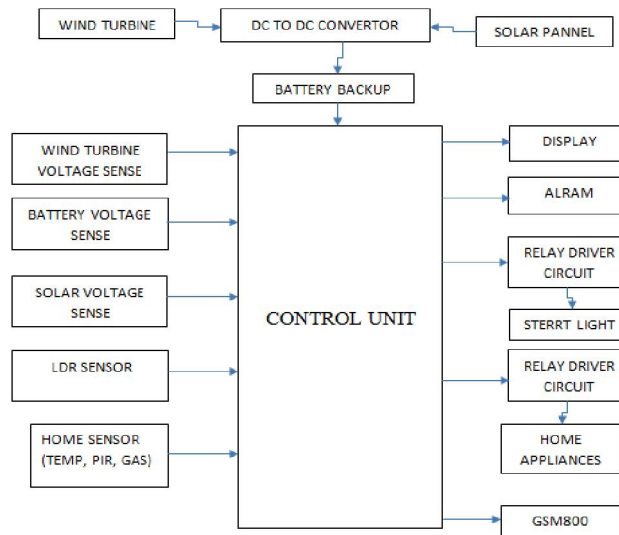 WIND TURBINE
DC TO DC CONVERTOR
SOLAR PANNEL
BATTERY BACKUP
WIND TURBINE
VOLTAGE SENSE
BATTERY VOLTAGE
SENSE
SOLAR VOLTAGE
SENSE
LDR SENSOR
HOME SENSOR
(TEMP, PIR, GAS)
CONTROL UNIT
DISPLAY
ALRAM
RELAY DRIVER
CIRCUIT
STERRT LIGHT
RELAY DRIVER
CIRCUIT
HOME
APPLIANCES
GSM800